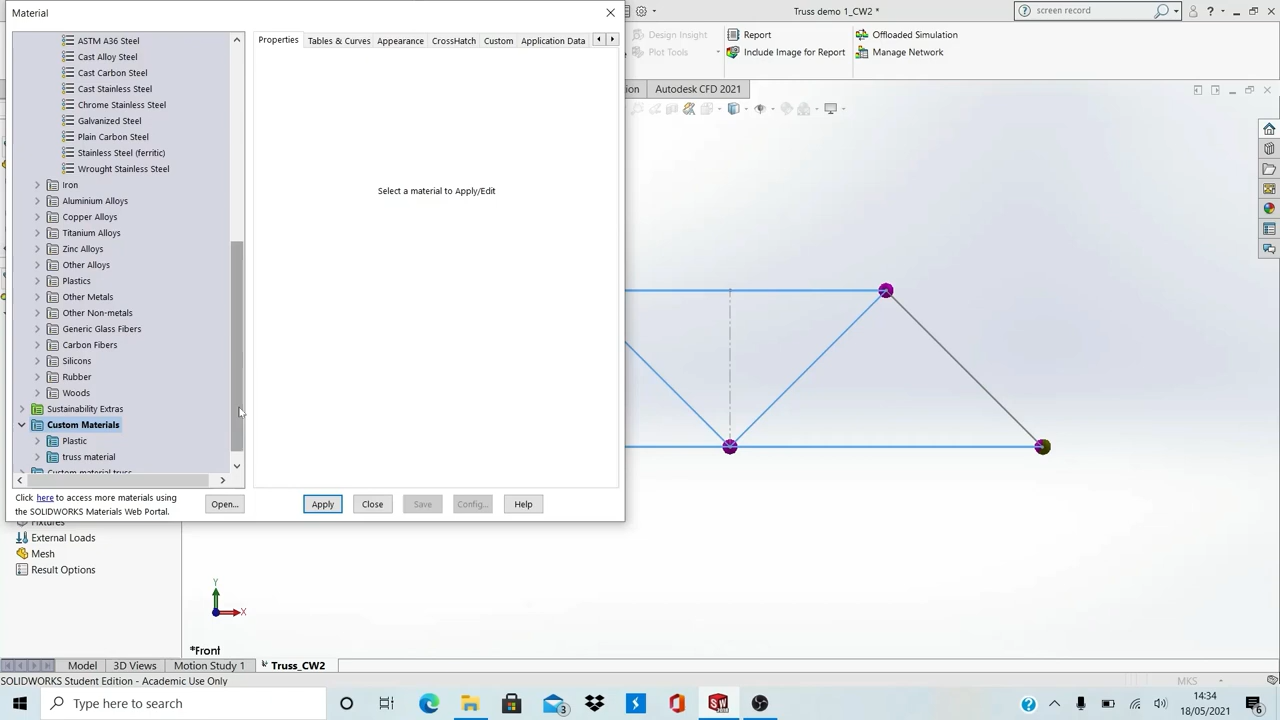 Material
Truss demo 1_CW2 *
screen record
ASTM A36 Steel
Cast Alloy Steel
Cast Carbon Steel
Cast Stainless Steel
Chrome Stainless Steel
Galvanized Steel
Plain Carbon Steel
Stainless Steel (ferritic)
Wrought Stainless Steel
Iron
Aluminium Alloys
Copper Alloys
Titanium Alloys
Zinc Alloys
Other Alloys
Plastics
Other Metals
Other Non-metals
Generic Glass Fibers
Carbon Fibers
Silicons
Rubber
Woods
Sustainability Extras
Custom Materials
Plastic
truss material
Custom material truss
Click here to access more materials using
the SOLIDWORKS Materials Web Portal.
Open...
Properties Tables & Curves Appearance CrossHatch Custom Application Data
Select a material to Apply/Edit
Apply Close Save Config... Help
Design Insight
Plot Tools
Report
Include Image for Report
Offloaded Simulation
Manage Network
ion Autodesk CFD 2021
Fixtures
External Loads
Mesh
Result Options
Y
X
*Front
Model 3D Views Motion Study 1 Truss_CW2
SOLIDWORKS Student Edition - Academic Use Only
MKS
Type here to search
3
14:34
18/05/2021
6